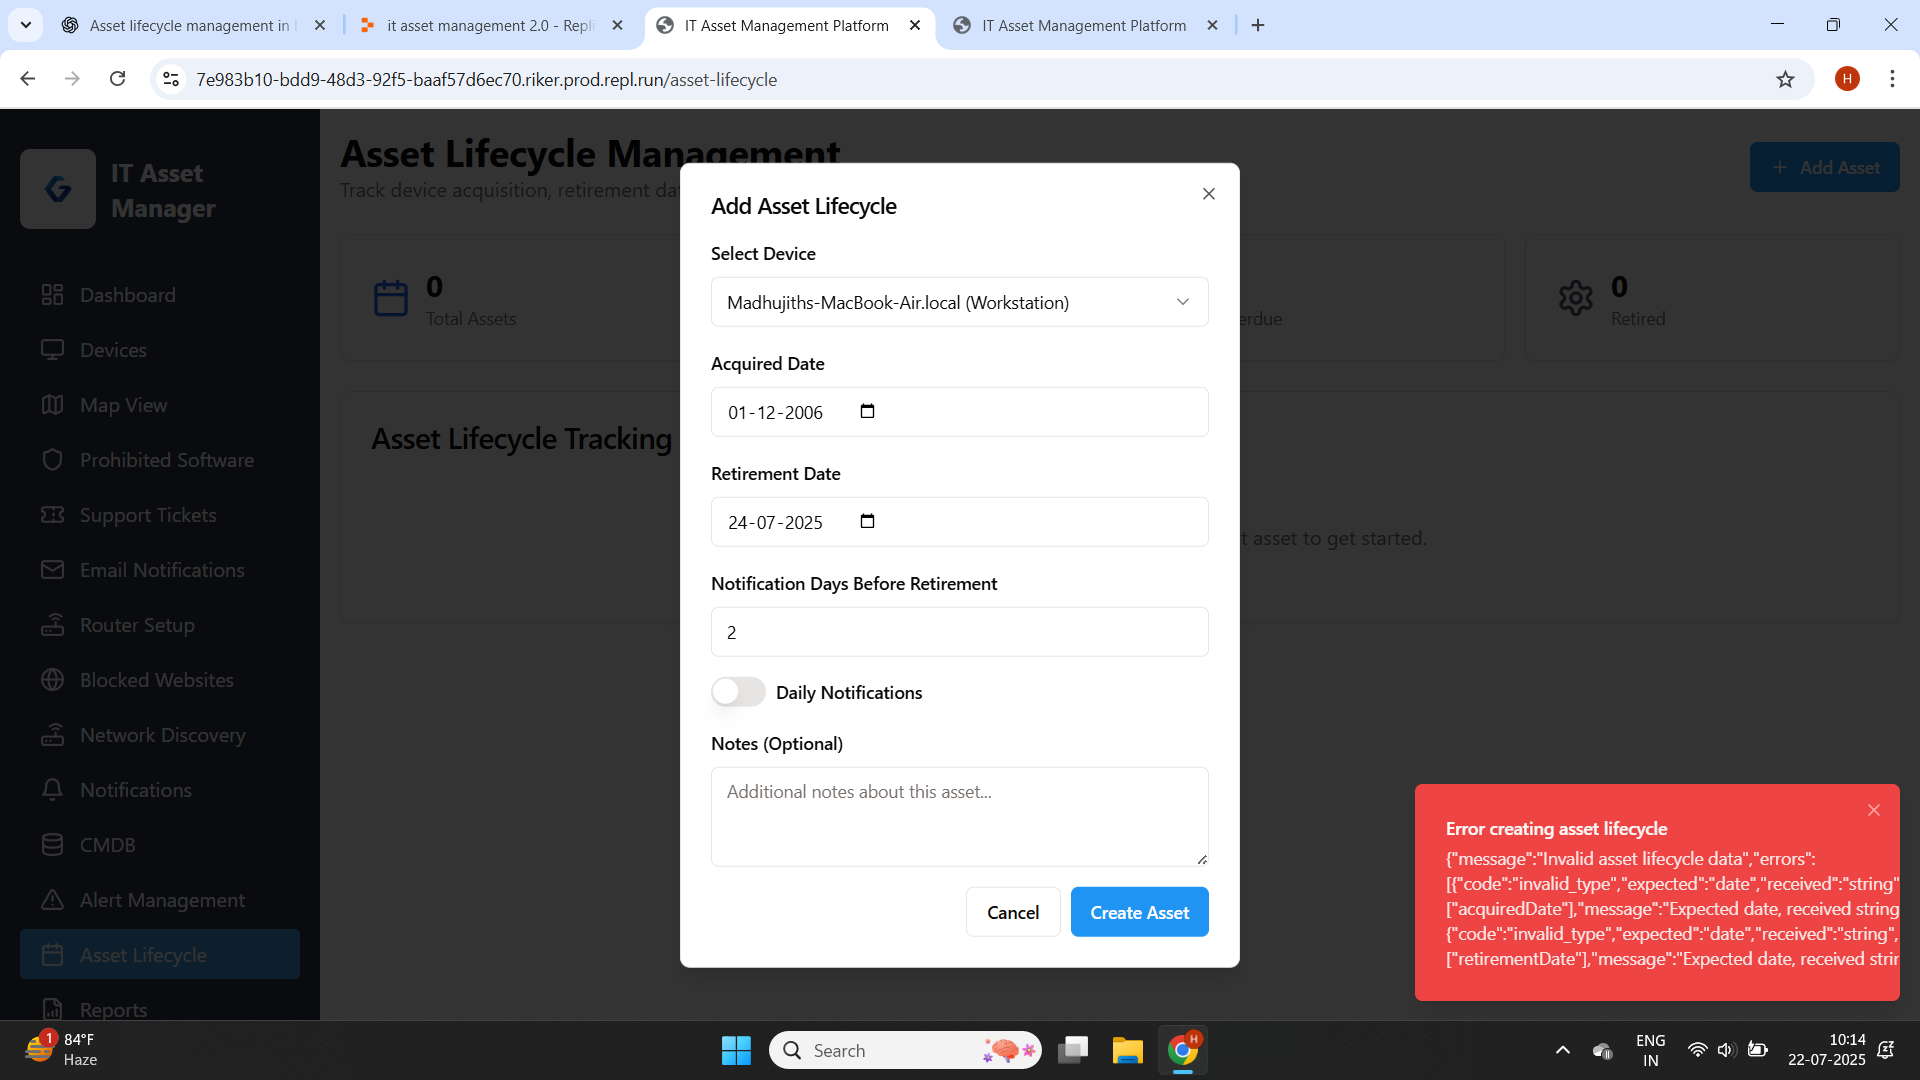 Asset lifecycle management in
it asset management 2.0 - Repli
IT Asset Management Platform
IT Asset Management Platform
7e983b10-bdd9-48d3-92f5-baaf57d6ec70.riker.prod.repl.run/asset-lifecycle
H
IT Asset
Manager
Dashboard
Devices
Map View
Prohibited Software
Support Tickets
Email Notifications
Router Setup
Blocked Websites
Network Discovery
Notifications
CMDB
Alert Management
Asset Lifecycle
Reports
Asset Lifecycle Management
Track device acquisition, retirement da
+ Add Asset
0
Total Assets
erdue
0
Retired
Asset Lifecycle Tracking
t asset to get started.
Add Asset Lifecycle
Select Device
Madhujiths-MacBook-Air.local (Workstation)
Acquired Date
01-12-2006
Retirement Date
24-07-2025
Notification Days Before Retirement
2
Daily Notifications
Notes (Optional)
Additional notes about this asset...
Cancel
Create Asset
Error creating asset lifecycle
{"message":"Invalid asset lifecycle data","errors":
[{"code":"invalid_type","expected":"date","received":"string"
["acquiredDate"],"message":"Expected date, received string
{"code":"invalid_type","expected":"date","received":"string",
["retirementDate"],"message":"Expected date, received strin
1
84°F
Haze
Search
H
ENG
IN
10:14
22-07-2025